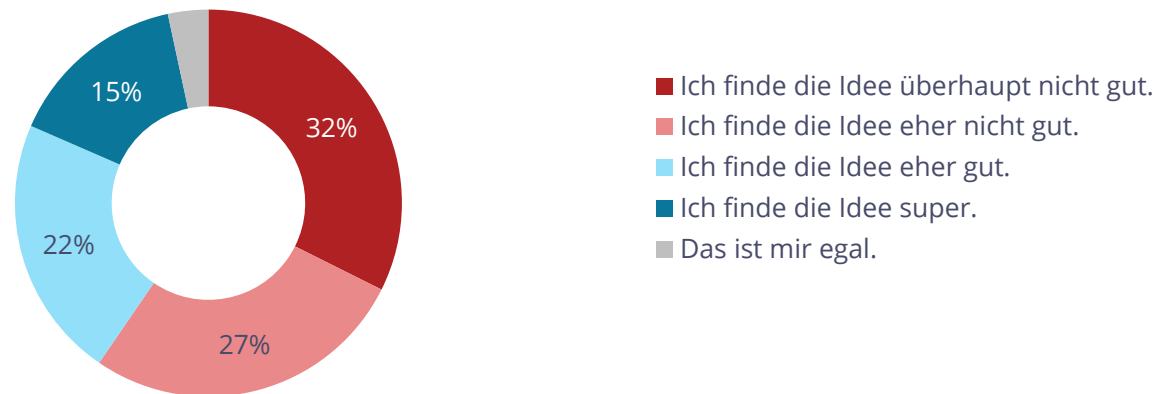 15%
32%
22%
27%
Ich finde die Idee überhaupt nicht gut.
Ich finde die Idee eher nicht gut.
Ich finde die Idee eher gut.
Ich finde die Idee super.
Das ist mir egal.